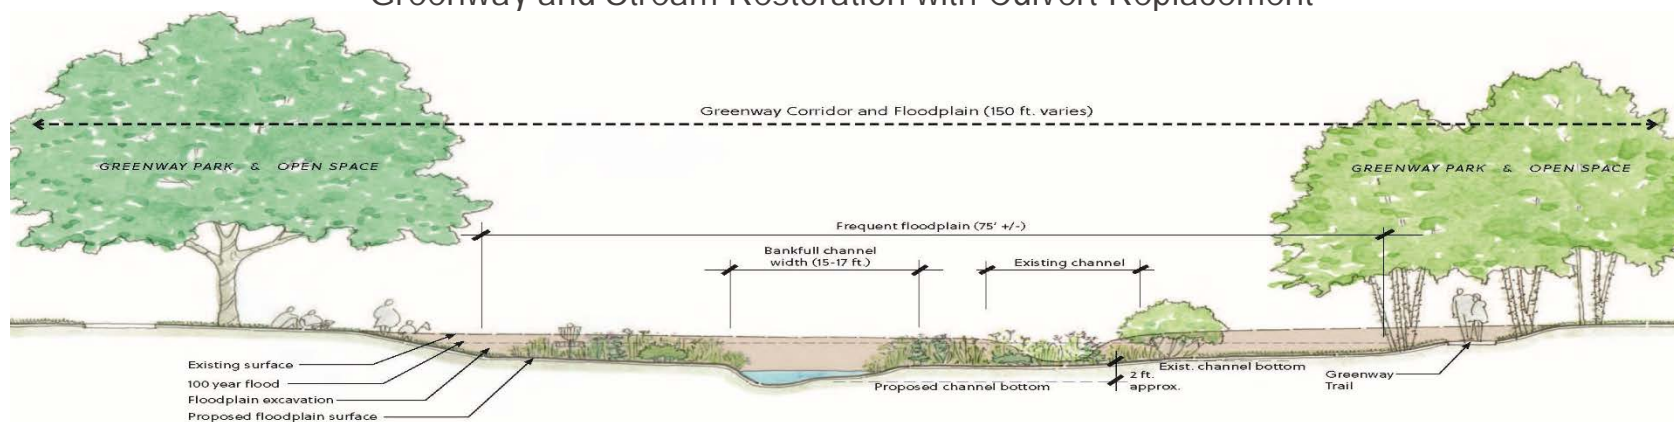 Greenway and Stream Restoration with Culvert Replacement
Greenway Corridor and Floodplain (150 ft. varies)
GREENWAY PARK & OPEN SPACE
GREENWAY PARK & OPEN SPACE
Frequent floodplain (75' +/-)
Bankfull channel
width (15-17 ft.)
Existing channel
Existing surface
100 year flood
Floodplain excavation
Proposed floodplain surface
Proposed channel bottom
Exist. channel bottom
2 ft.
approx.
Greenway
Trail